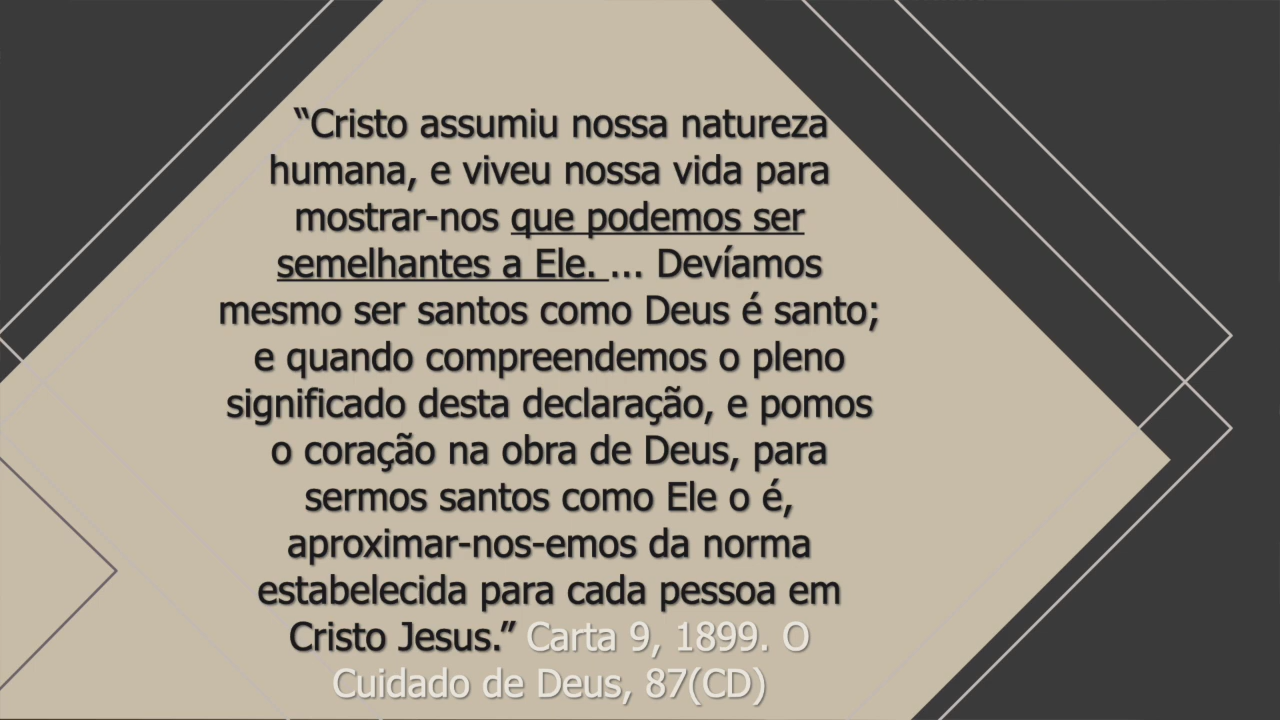 “Cristo assumiu nossa natureza
humana, e viveu nossa vida para
mostrar-nos que podemos ser
semelhantes a Ele. ... Devíamos
mesmo ser santos como Deus é santo;
e quando compreendemos o pleno
significado desta declaração, e pomos
o coração na obra de Deus, para
sermos santos como Ele o é,
aproximar-nos-emos da norma
estabelecida para cada pessoa em
Cristo Jesus.” Carta 9, 1899. O
Cuidado de Deus, 87(CD)